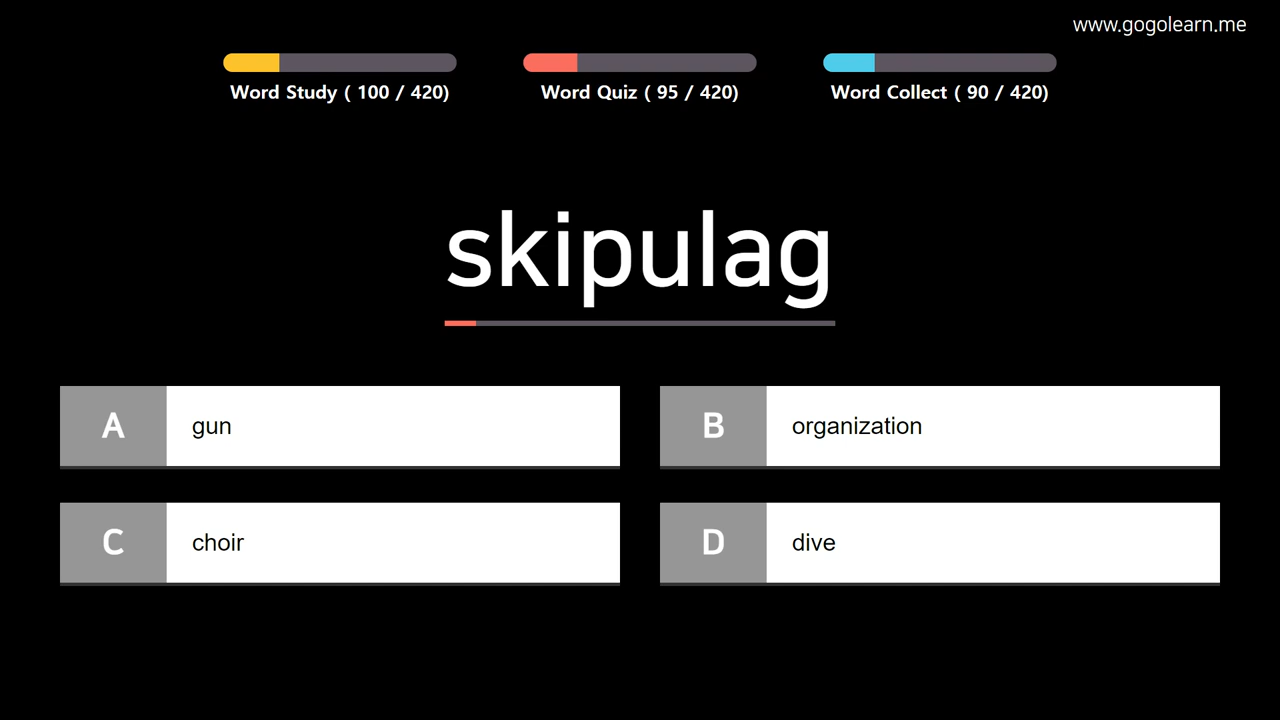 www.gogolearn.me
Word Study ( 100 / 420)
Word Quiz ( 95 / 420)
Word Collect ( 90 / 420)
skipulag
A gun
B organization
C choir
D dive